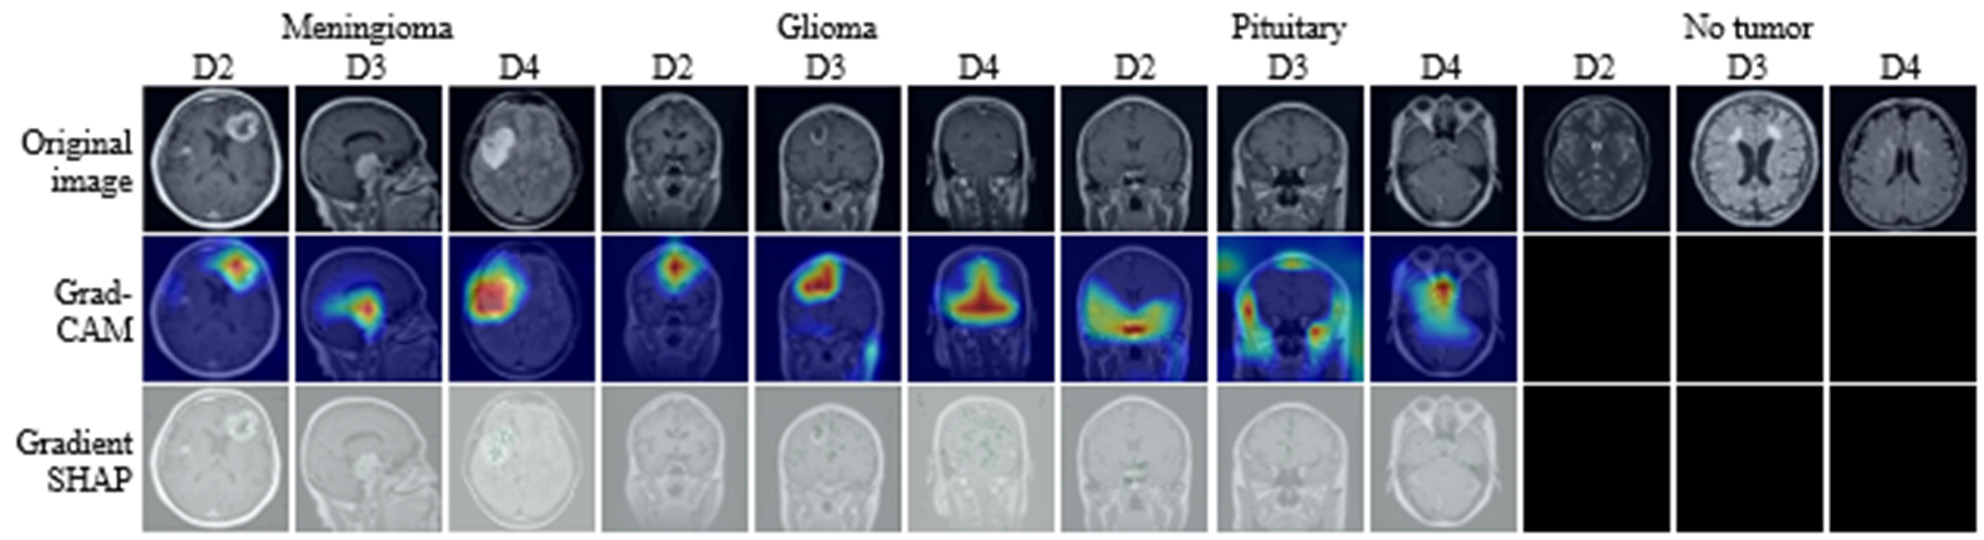 Meningioma Glioma Pituitary No tumor
D2 D3 D4 D2 D3 D4 D2 D3 D4 D2 D3 D4
Original
image
Grad-
CAM
Gradient
SHAP